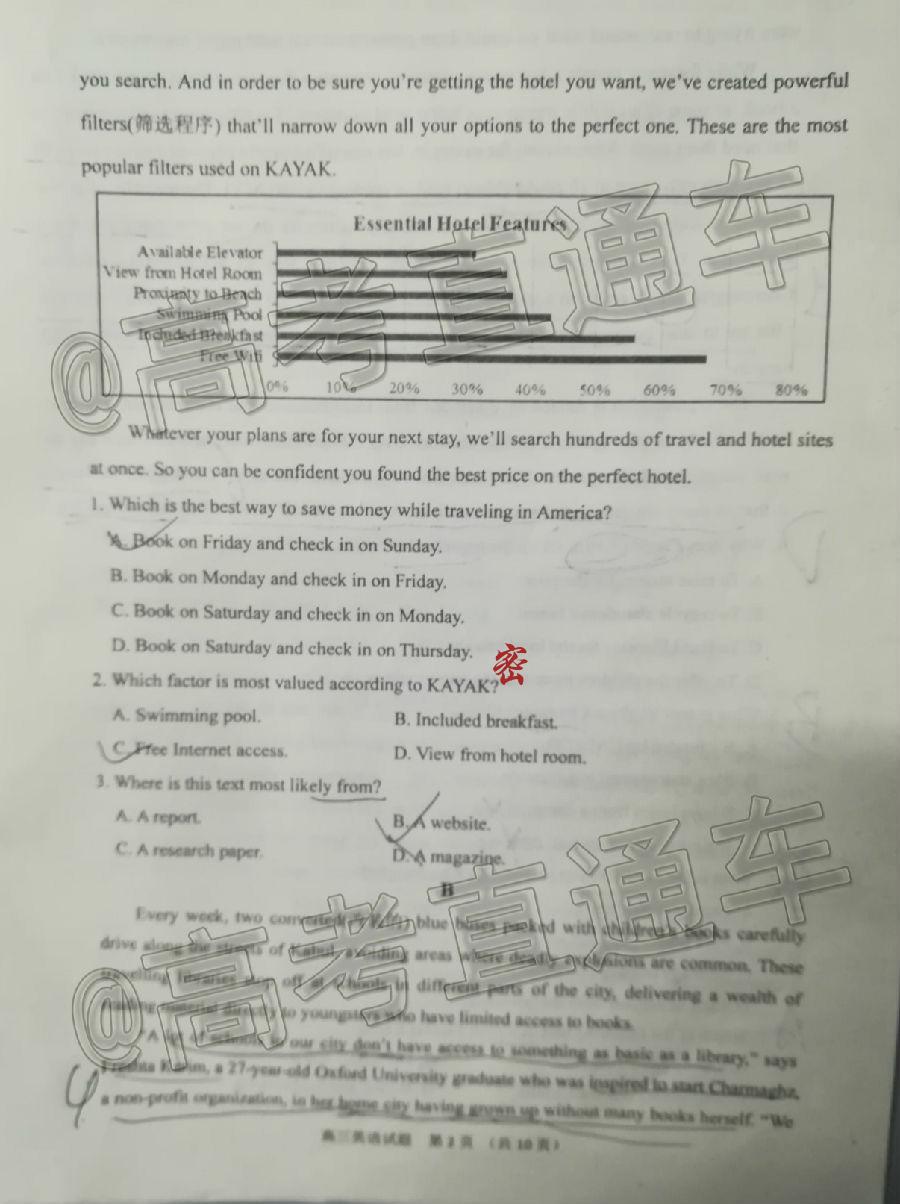 you search. And in order to be sure you're getting the hotel you want, we've created powerful
filters(筛选程序) that'll narrow down all your options to the perfect one. These are the most
popular filters used on KAYAK.
Essential Hotel Features
Available Elevator
View from Hotel Room
Proximity to Beach
Swimming Pool
Included Breakfast
Free Wifi
0% 10% 20% 30% 40% 50% 60% 70% 80%
@高考直通车
Whatever your plans are for your next stay, we'll search hundreds of travel and hotel sites
at once. So you can be confident you found the best price on the perfect hotel.
1. Which is the best way to save money while traveling in America?
A. Book on Friday and check in on Sunday.
B. Book on Monday and check in on Friday.
C. Book on Saturday and check in on Monday.
D. Book on Saturday and check in on Thursday.
密
2. Which factor is most valued according to KAYAK?
A. Swimming pool. B. Included breakfast.
C. Free Internet access. D. View from hotel room.
3. Where is this text most likely from?
A. A report. B. A website.
C. A research paper. D. A magazine.
B
Every week, two converted blue buses packed with children's books carefully
drive along the streets of Kabul, avoiding areas where deadly explosions are common. These
travelling libraries stop off at schools in different parts of the city, delivering a wealth of
reading material directly to youngsters who have limited access to books.
"A lot of schools in our city don't have access to something as basic as a library," says
Karim, a 27-year-old Oxford University graduate who was inspired to start Charmaghz,
a non-profit organization, in her home city having grown up without many books herself. "We
@高考直通车
高三英语试题 第2页 (共10页)